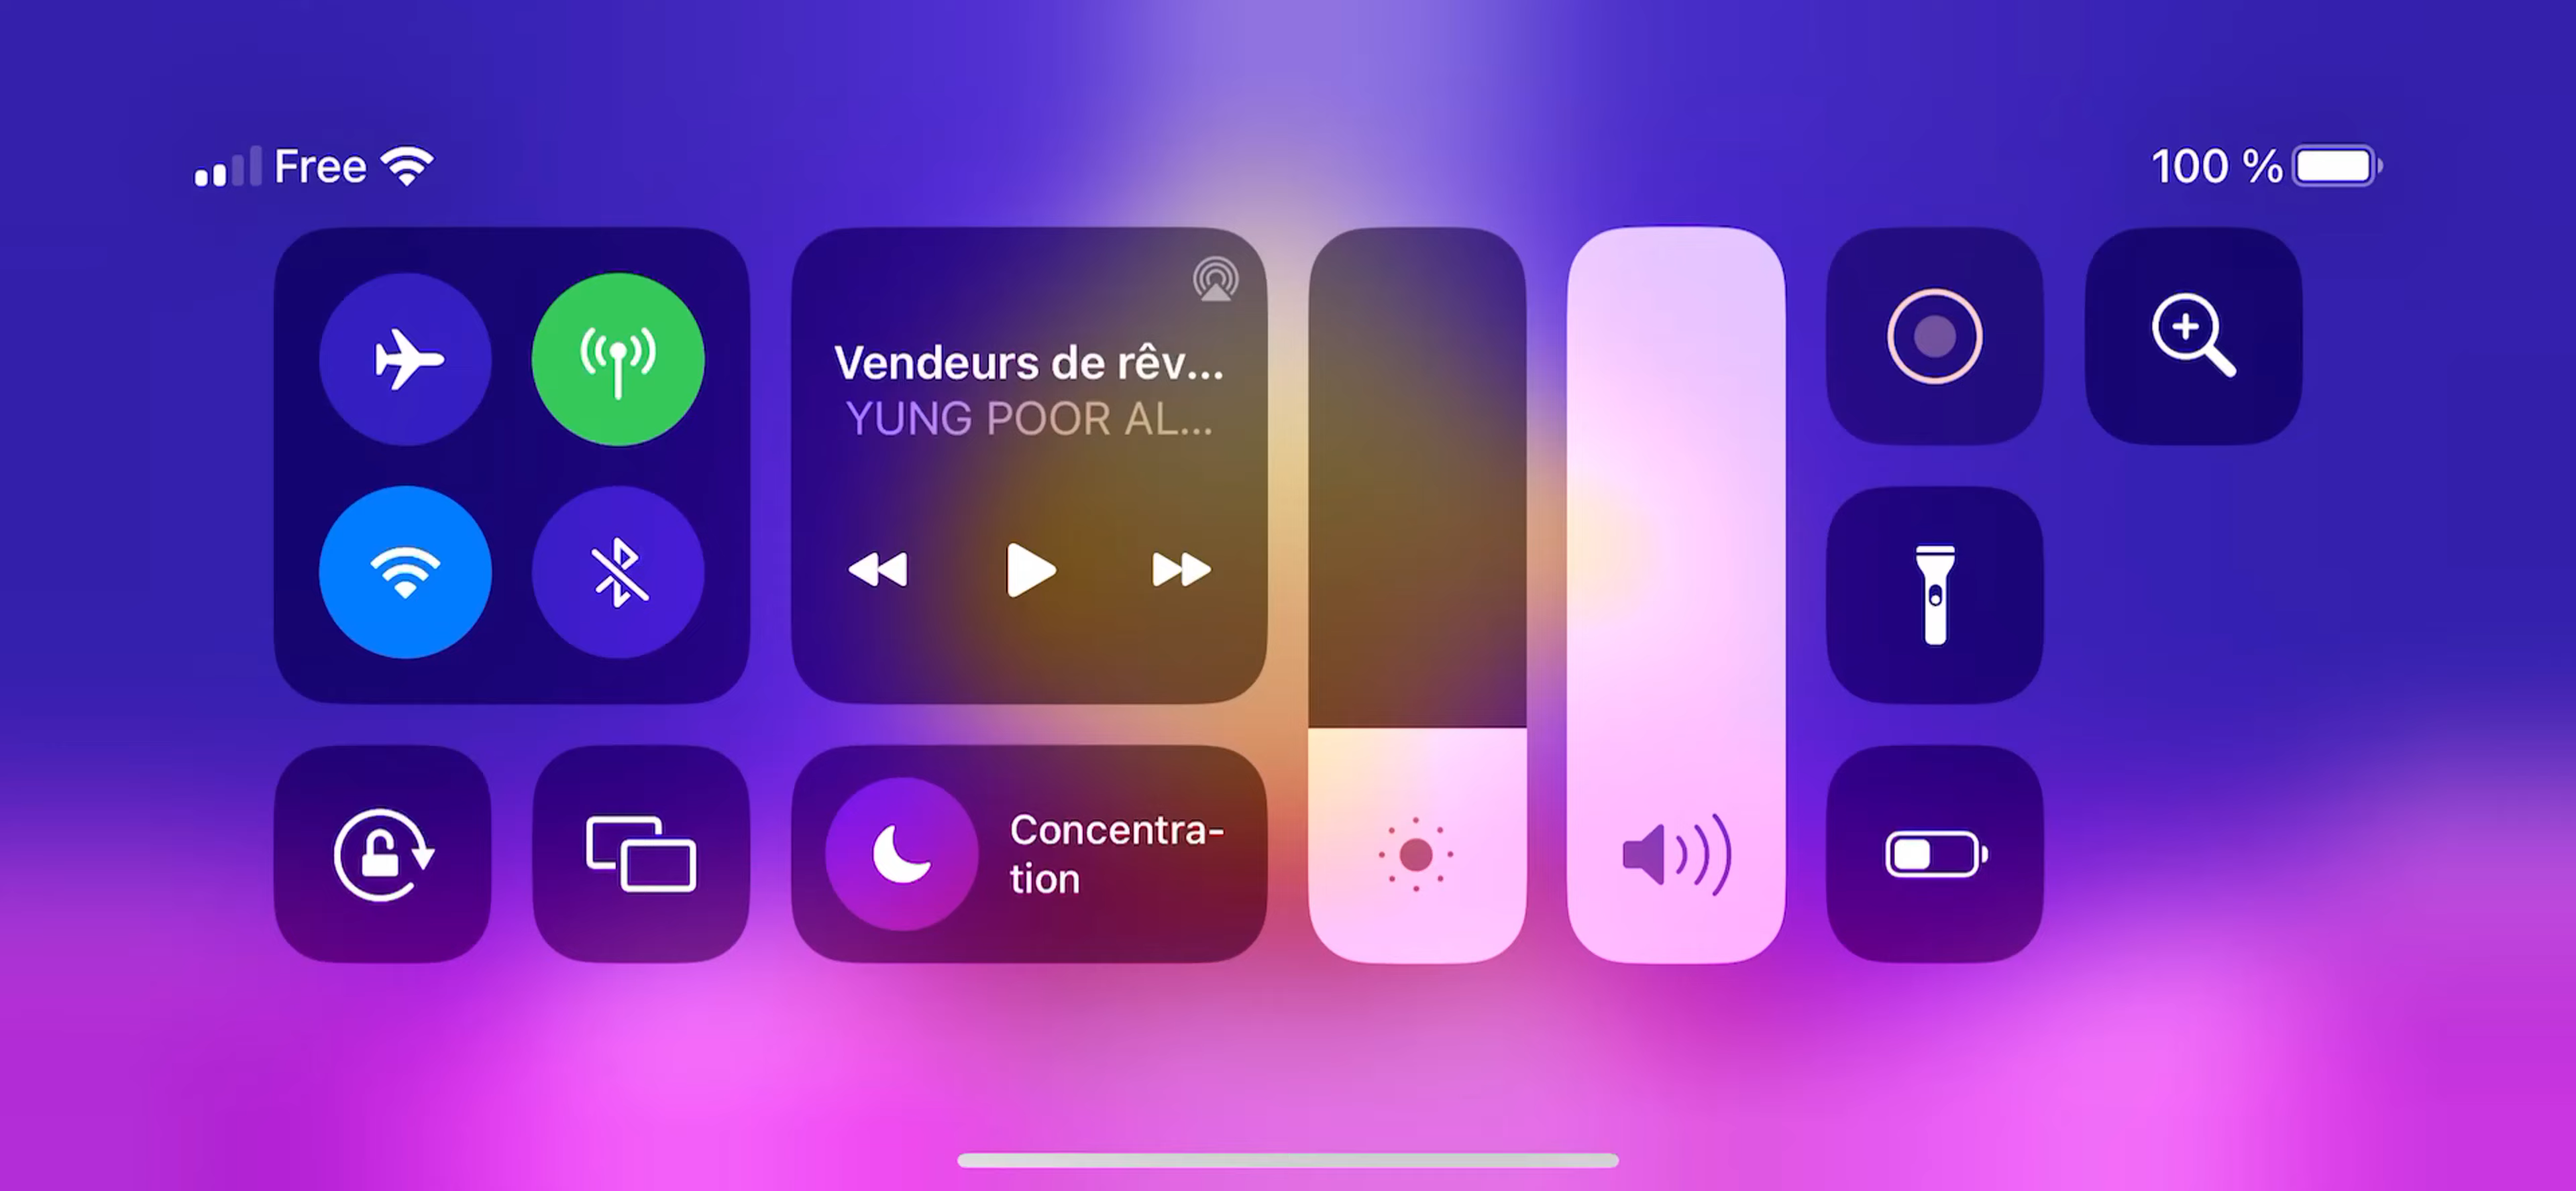 Free
100 %
Vendeurs de rêv...
YUNG POOR AL...
Concentra-
tion